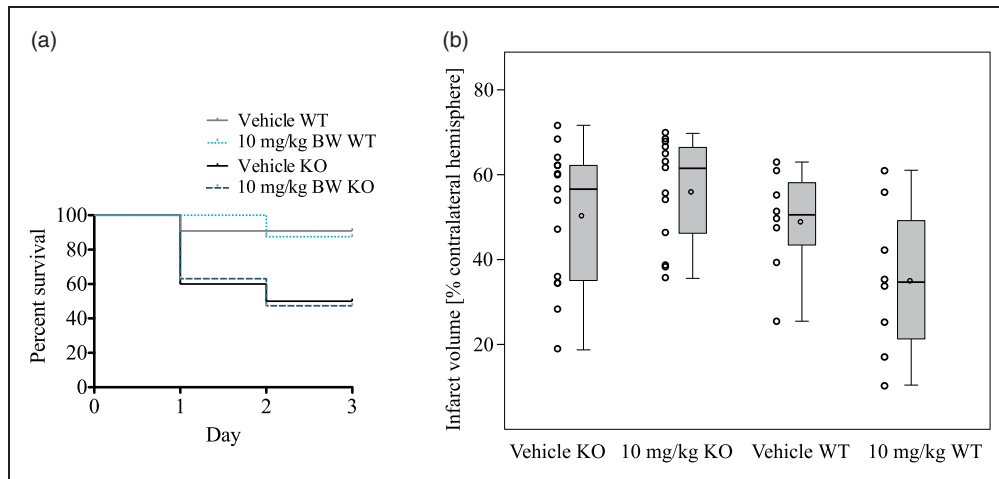 (a)
Vehicle WT
10 mg/kg BW WT
Vehicle KO
10 mg/kg BW KO
Percent survival
100
80
60
40
20
0
0 1 2 3
Day
(b)
Infarct volume [% contralateral hemisphere]
80
60
40
20
Vehicle KO 10 mg/kg KO Vehicle WT 10 mg/kg WT